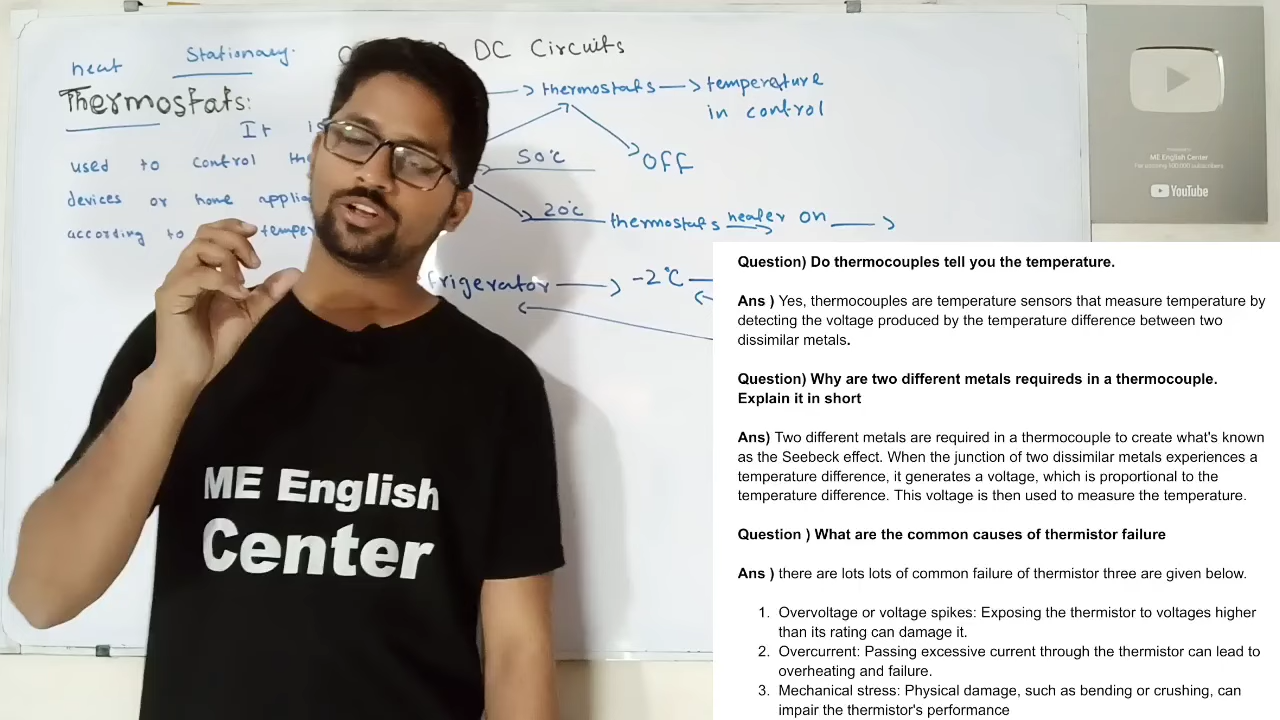 heat Stationary. DC Circuits
Thermostats:
It is
used to control the
devices or home applia
according to temper
thermostats temperature
in control
50°C off
20°C thermostats heater on
frigerator -2°C
ME English Center
YouTube
ME English
Center
Question) Do thermocouples tell you the temperature.
Ans ) Yes, thermocouples are temperature sensors that measure temperature by
detecting the voltage produced by the temperature difference between two
dissimilar metals.
Question) Why are two different metals requireds in a thermocouple.
Explain it in short
Ans) Two different metals are required in a thermocouple to create what's known
as the Seebeck effect. When the junction of two dissimilar metals experiences a
temperature difference, it generates a voltage, which is proportional to the
temperature difference. This voltage is then used to measure the temperature.
Question ) What are the common causes of thermistor failure
Ans ) there are lots lots of common failure of thermistor three are given below.
1. Overvoltage or voltage spikes: Exposing the thermistor to voltages higher
than its rating can damage it.
2. Overcurrent: Passing excessive current through the thermistor can lead to
overheating and failure.
3. Mechanical stress: Physical damage, such as bending or crushing, can
impair the thermistor's performance